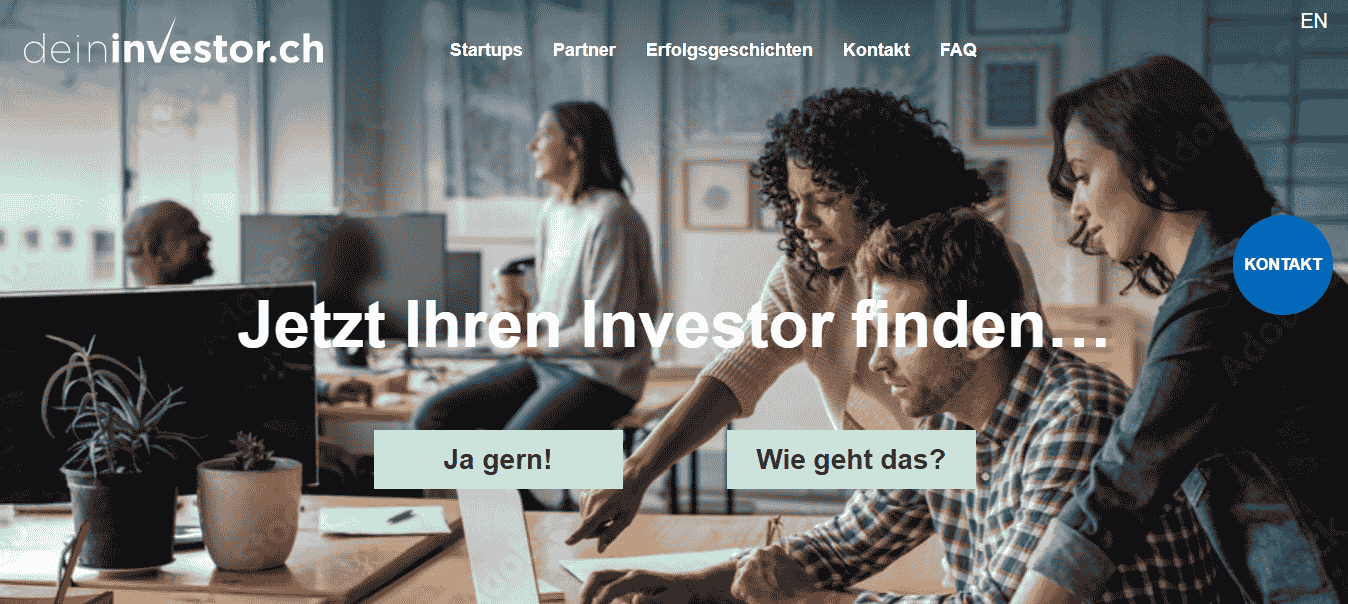 deininvestor.ch
EN
Startups Partner Erfolgsgeschichten Kontakt FAQ
KONTAKT
Jetzt Ihren Investor finden…
Ja gern!
Wie geht das?